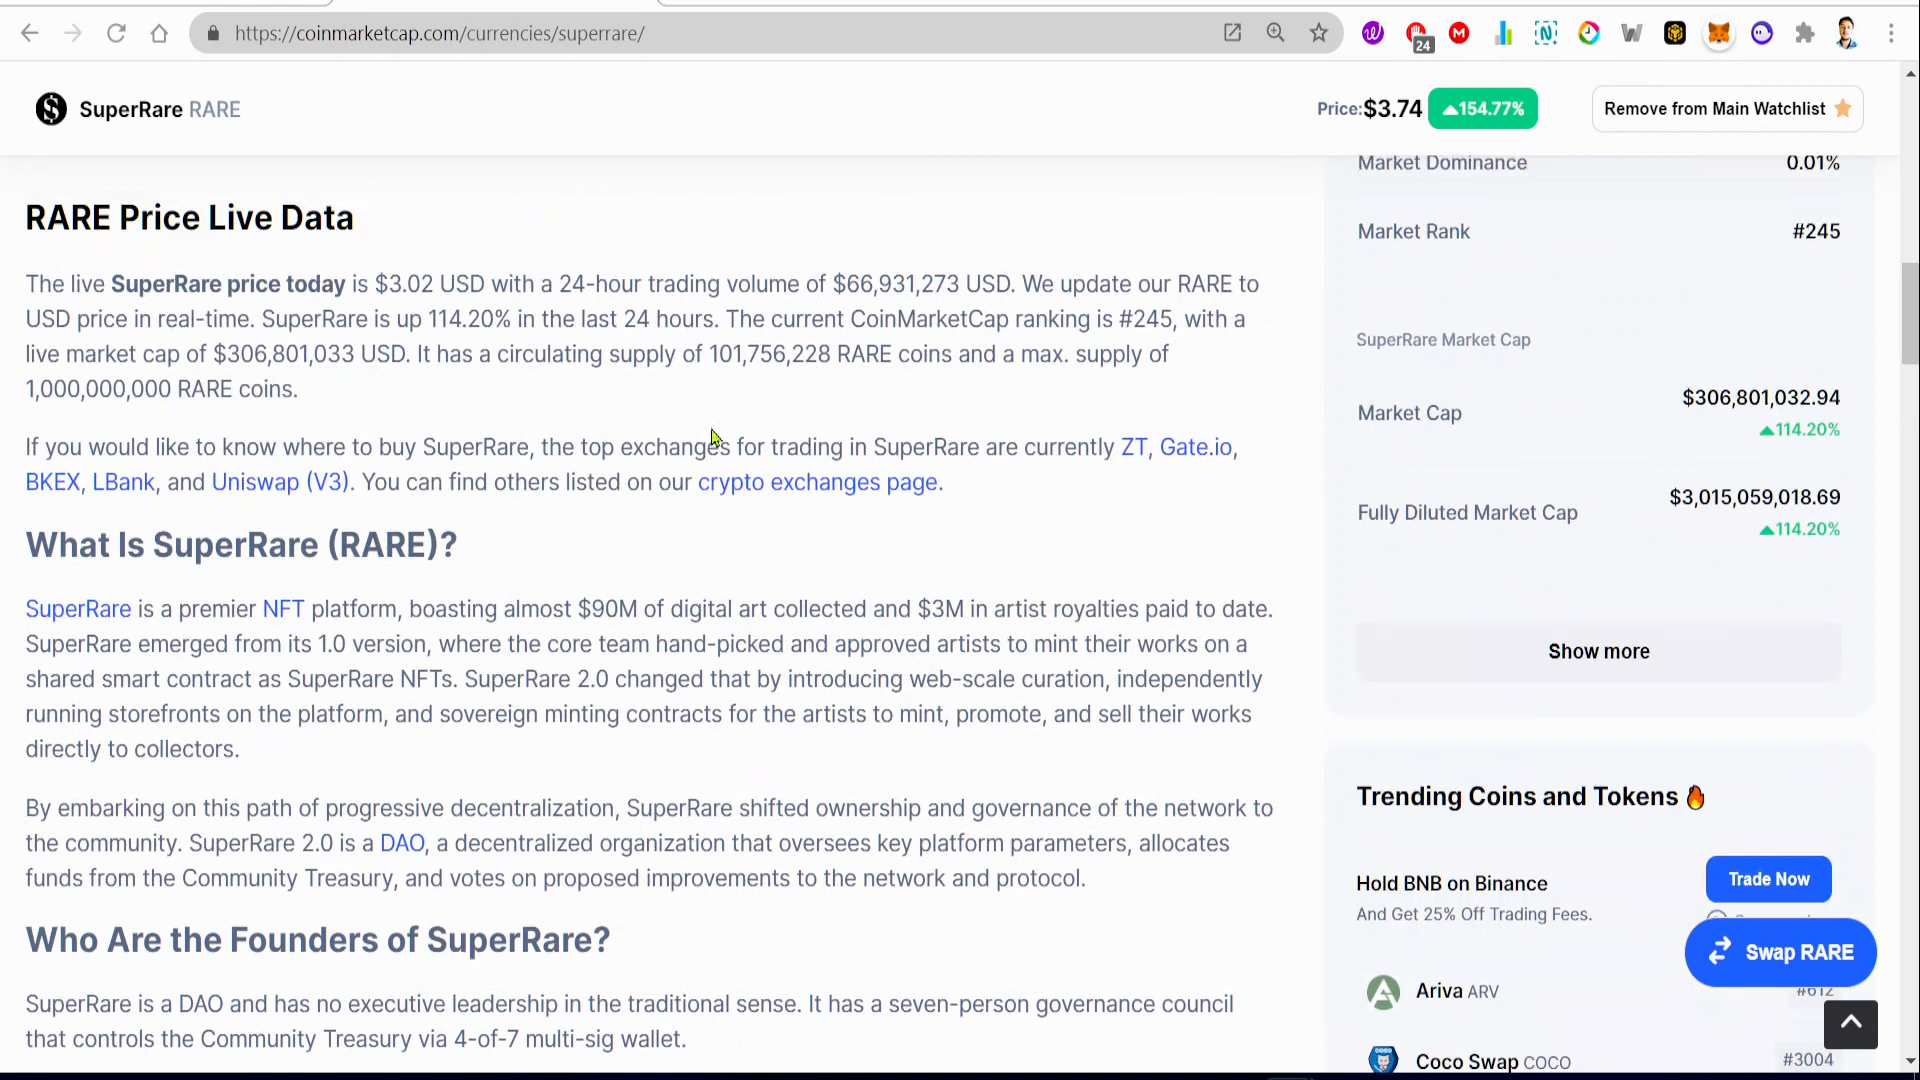 https://coinmarketcap.com/currencies/superrare/
24
SuperRare RARE
Price:$3.74 154.77%
Remove from Main Watchlist
RARE Price Live Data
The live SuperRare price today is $3.02 USD with a 24-hour trading volume of $66,931,273 USD. We update our RARE to
USD price in real-time. SuperRare is up 114.20% in the last 24 hours. The current CoinMarketCap ranking is #245, with a
live market cap of $306,801,033 USD. It has a circulating supply of 101,756,228 RARE coins and a max. supply of
1,000,000,000 RARE coins.
If you would like to know where to buy SuperRare, the top exchanges for trading in SuperRare are currently ZT, Gate.io,
BKEX, LBank, and Uniswap (V3). You can find others listed on our crypto exchanges page.
What Is SuperRare (RARE)?
SuperRare is a premier NFT platform, boasting almost $90M of digital art collected and $3M in artist royalties paid to date.
SuperRare emerged from its 1.0 version, where the core team hand-picked and approved artists to mint their works on a
shared smart contract as SuperRare NFTs. SuperRare 2.0 changed that by introducing web-scale curation, independently
running storefronts on the platform, and sovereign minting contracts for the artists to mint, promote, and sell their works
directly to collectors.
By embarking on this path of progressive decentralization, SuperRare shifted ownership and governance of the network to
the community. SuperRare 2.0 is a DAO, a decentralized organization that oversees key platform parameters, allocates
funds from the Community Treasury, and votes on proposed improvements to the network and protocol.
Who Are the Founders of SuperRare?
SuperRare is a DAO and has no executive leadership in the traditional sense. It has a seven-person governance council
that controls the Community Treasury via 4-of-7 multi-sig wallet.
Market Dominance 0.01%
Market Rank #245
SuperRare Market Cap
Market Cap $306,801,032.94
114.20%
Fully Diluted Market Cap $3,015,059,018.69
114.20%
Show more
Trending Coins and Tokens
Hold BNB on Binance
And Get 25% Off Trading Fees.
Trade Now
Swap RARE
Ariva ARV #612
Coco Swap COCO #3004